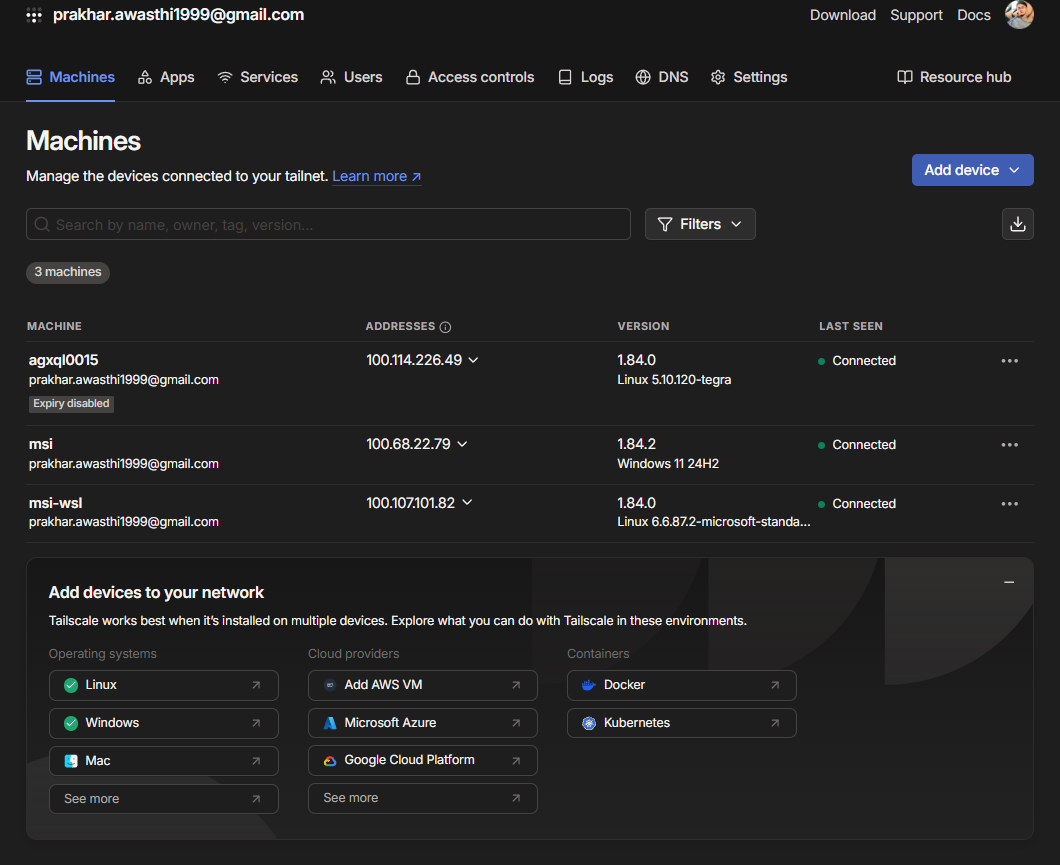 prakhar.awasthi1999@gmail.com
Download Support Docs
Machines Apps Services Users Access controls Logs DNS Settings Resource hub
Machines
Manage the devices connected to your tailnet. Learn more ↗
Add device
Search by name, owner, tag, version...
Filters
3 machines
MACHINE ADDRESSES VERSION LAST SEEN
agxql0015 100.114.226.49 1.84.0 Connected
prakhar.awasthi1999@gmail.com Linux 5.10.120-tegra
Expiry disabled
msi 100.68.22.79 1.84.2 Connected
prakhar.awasthi1999@gmail.com Windows 11 24H2
msi-wsl 100.107.101.82 1.84.0 Connected
prakhar.awasthi1999@gmail.com Linux 6.6.87.2-microsoft-standa...
Add devices to your network
Tailscale works best when it's installed on multiple devices. Explore what you can do with Tailscale in these environments.
Operating systems Cloud providers Containers
Linux Add AWS VM Docker
Windows Microsoft Azure Kubernetes
Mac Google Cloud Platform
See more See more